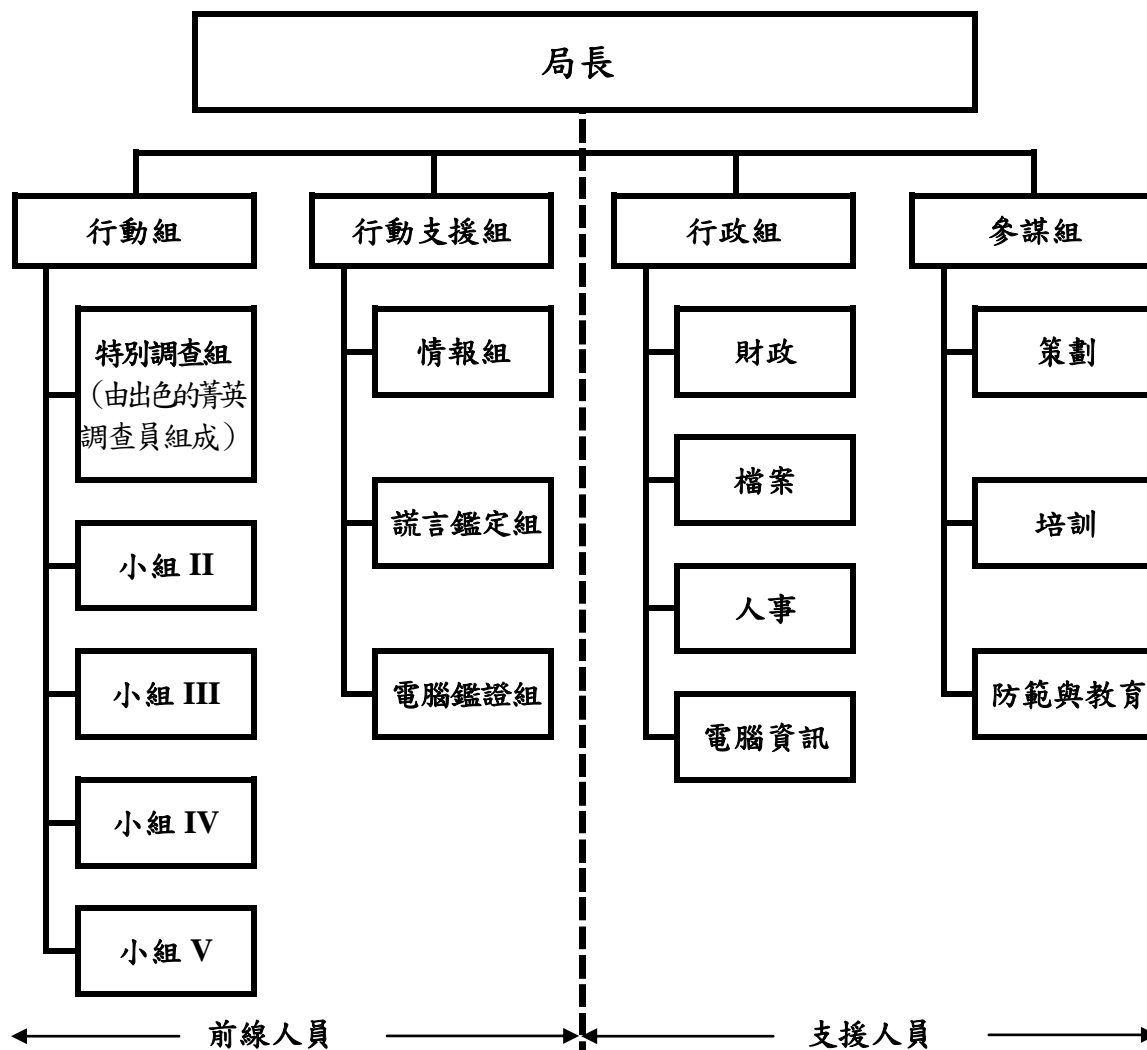 局長
行動組
行動支援組
行政組
參謀組
特別調查組
（由出色的菁英
調查員組成）
小組 II
小組 III
小組 IV
小組 V
情報組
謊言鑑定組
電腦鑑證組
財政
檔案
人事
電腦資訊
策劃
培訓
防範與教育
前線人員
支援人員